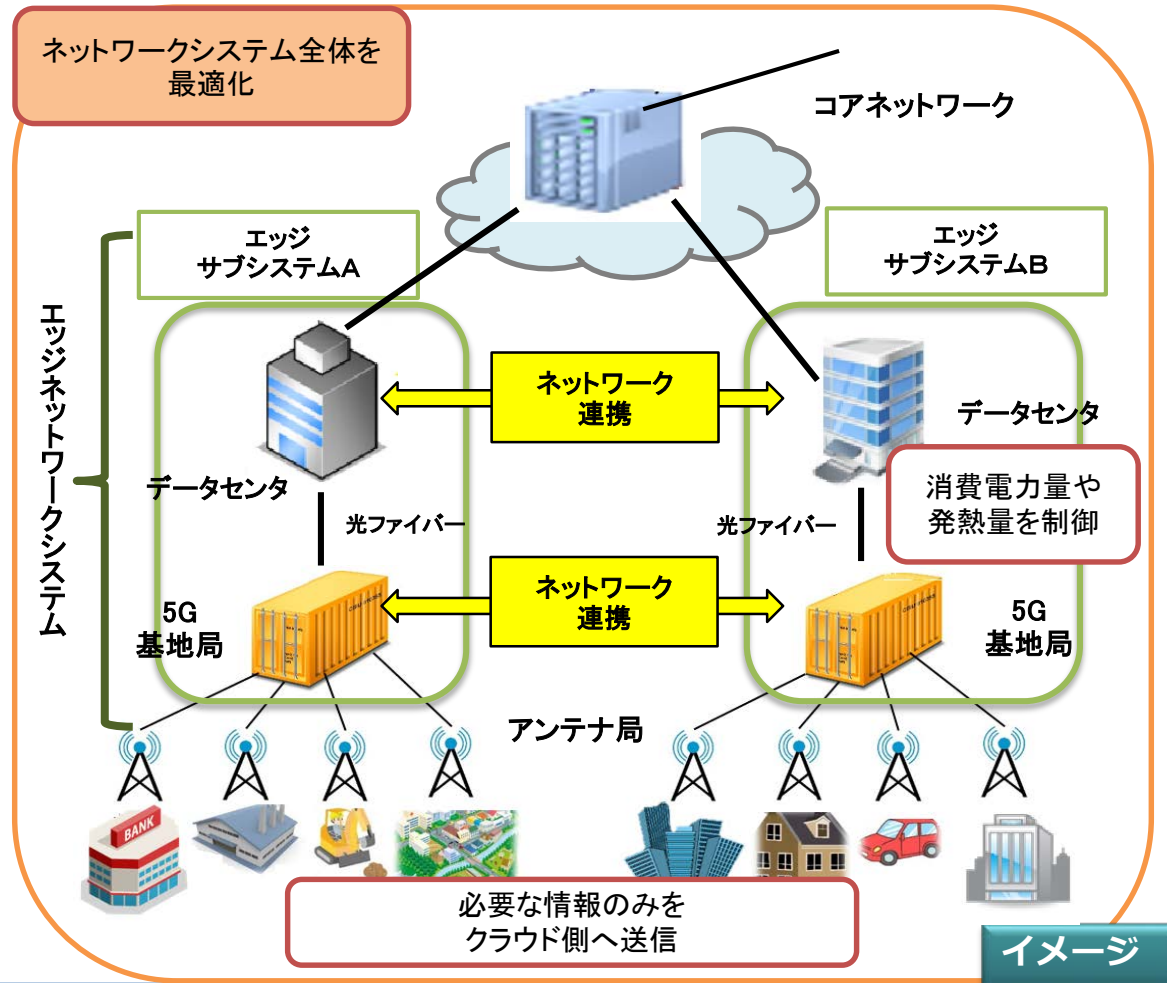 ネットワークシステム全体を
最適化
コアネットワーク
エッジ
サブシステムA
エッジ
サブシステムB
エッジネットワークシステム
ネットワーク
連携
データセンタ
データセンタ
消費電力量や
発熱量を制御
光ファイバー
光ファイバー
ネットワーク
連携
5G
基地局
5G
基地局
アンテナ局
BANK
必要な情報のみを
クラウド側へ送信
イメージ